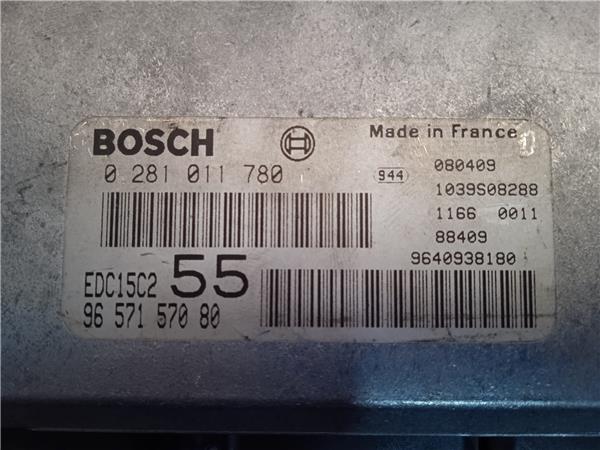 BOSCH
Made in France
0 281 011 780
944
080409
1039S08288
1166 0011
88409
9640938180
EDC15C2 55
96 571 570 80